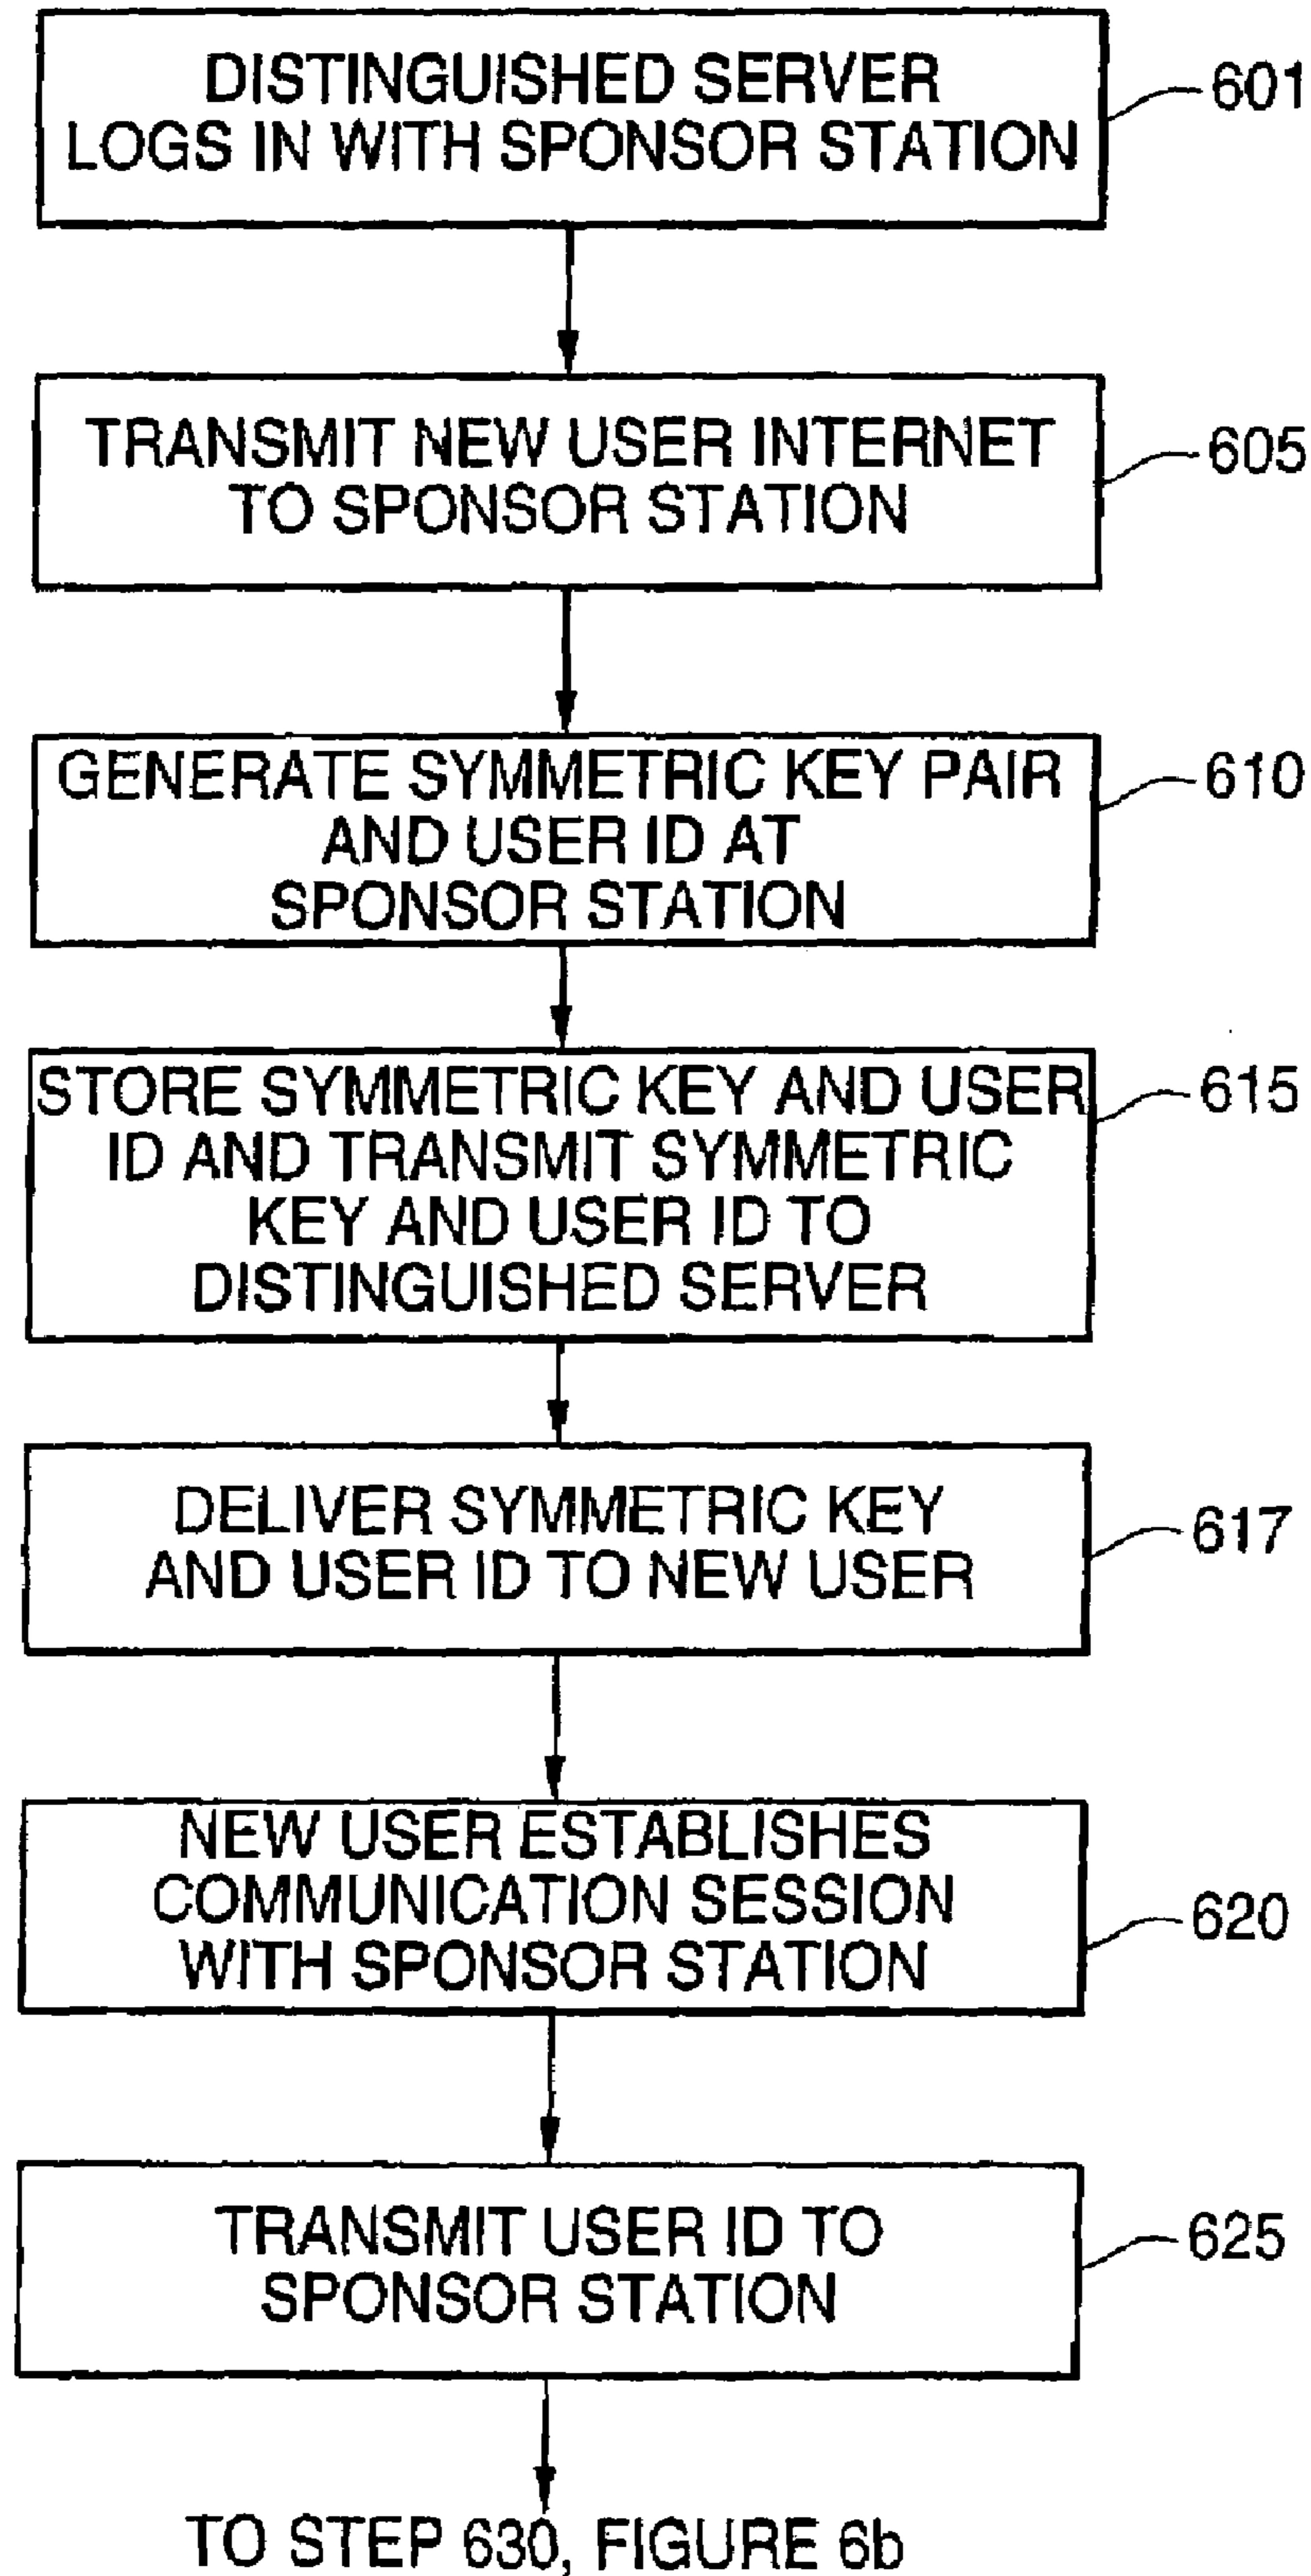 DISTINGUISHED SERVER
LOGS IN WITH SPONSOR STATION
601
TRANSMIT NEW USER INTERNET
TO SPONSOR STATION
605
GENERATE SYMMETRIC KEY PAIR
AND USER ID AT
SPONSOR STATION
610
STORE SYMMETRIC KEY AND USER
ID AND TRANSMIT SYMMETRIC
KEY AND USER ID TO
DISTINGUISHED SERVER
615
DELIVER SYMMETRIC KEY
AND USER ID TO NEW USER
617
NEW USER ESTABLISHES
COMMUNICATION SESSION
WITH SPONSOR STATION
620
TRANSMIT USER ID TO
SPONSOR STATION
625
TO STEP 630, FIGURE 6b